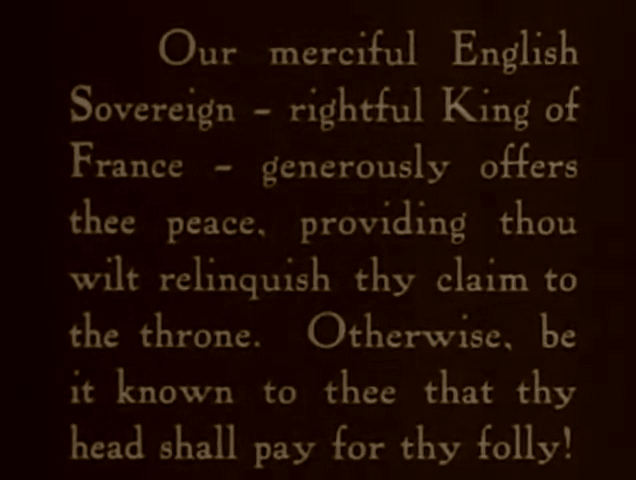 Our merciful English
Sovereign - rightful King of
France - generously offers
thee peace, providing thou
wilt relinquish thy claim to
the throne. Otherwise, be
it known to thee that thy
head shall pay for thy folly!